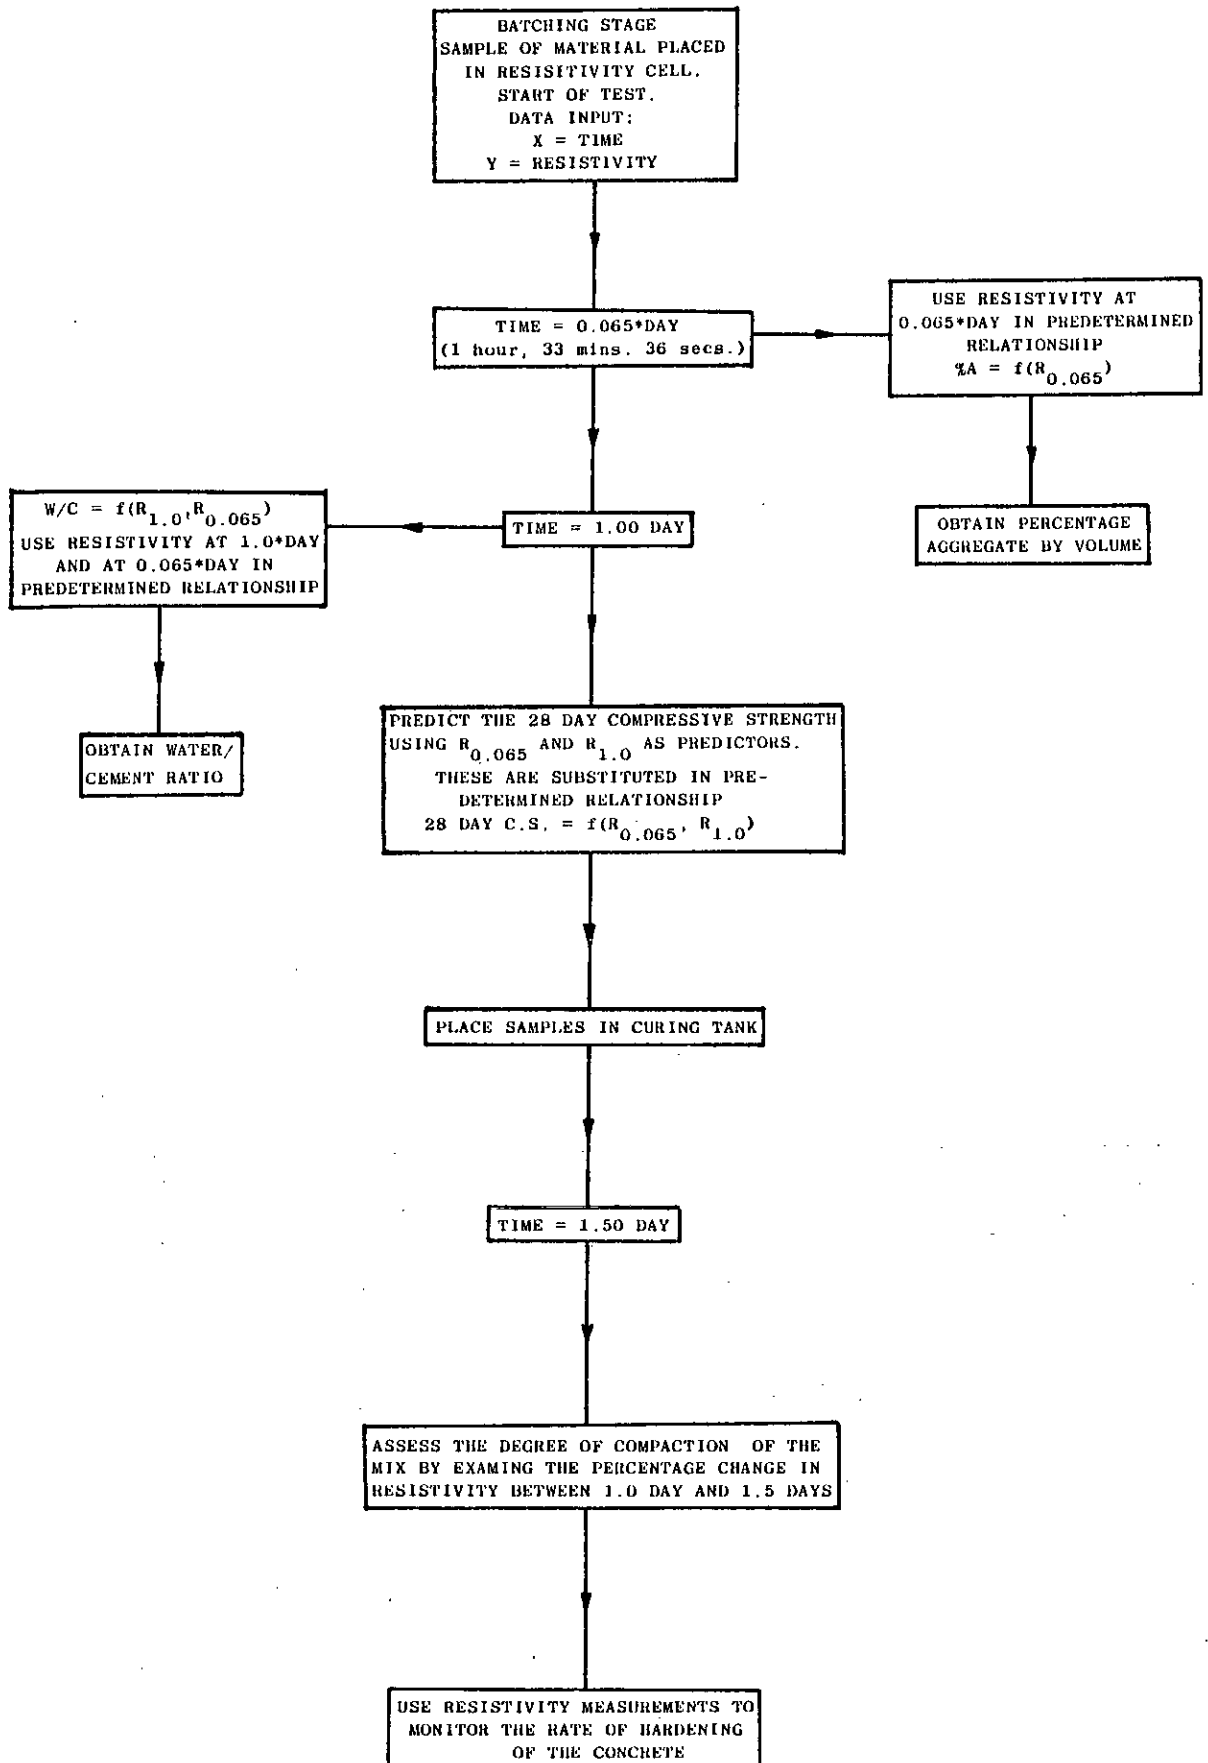 BATCHING STAGE
SAMPLE OF MATERIAL PLACED
IN RESISITIVITY CELL.
START OF TEST.
DATA INPUT:
X = TIME
Y = RESISTIVITY
TIME = 0.065*DAY
(1 hour, 33 mins. 36 secs.)
USE RESISTIVITY AT
0.065*DAY IN PREDETERMINED
RELATIONSHIP
%A = f(R0.065)
OBTAIN PERCENTAGE
AGGREGATE BY VOLUME
TIME = 1.00 DAY
W/C = f(R1.0,R0.065)
USE RESISTIVITY AT 1.0*DAY
AND AT 0.065*DAY IN
PREDETERMINED RELATIONSHIP
OBTAIN WATER/
CEMENT RATIO
PREDICT THE 28 DAY COMPRESSIVE STRENGTH
USING R0.065 AND R1.0 AS PREDICTORS.
THESE ARE SUBSTITUTED IN PRE-
DETERMINED RELATIONSHIP
28 DAY C.S. = f(R0.065, R1.0)
PLACE SAMPLES IN CURING TANK
TIME = 1.50 DAY
ASSESS THE DEGREE OF COMPACTION OF THE
MIX BY EXAMING THE PERCENTAGE CHANGE IN
RESISTIVITY BETWEEN 1.0 DAY AND 1.5 DAYS
USE RESISTIVITY MEASUREMENTS TO
MONITOR THE RATE OF HARDENING
OF THE CONCRETE